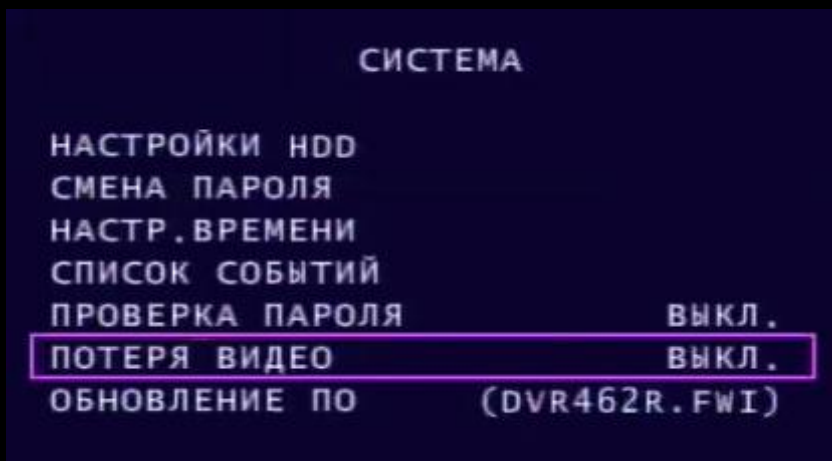 СИСТЕМА
НАСТРОЙКИ HDD
СМЕНА ПАРОЛЯ
НАСТР.ВРЕМЕНИ
СПИСОК СОБЫТИЙ
ПРОВЕРКА ПАРОЛЯ ВЫКЛ.
ПОТЕРЯ ВИДЕО ВЫКЛ.
ОБНОВЛЕНИЕ ПО (DVR462R.FWI)